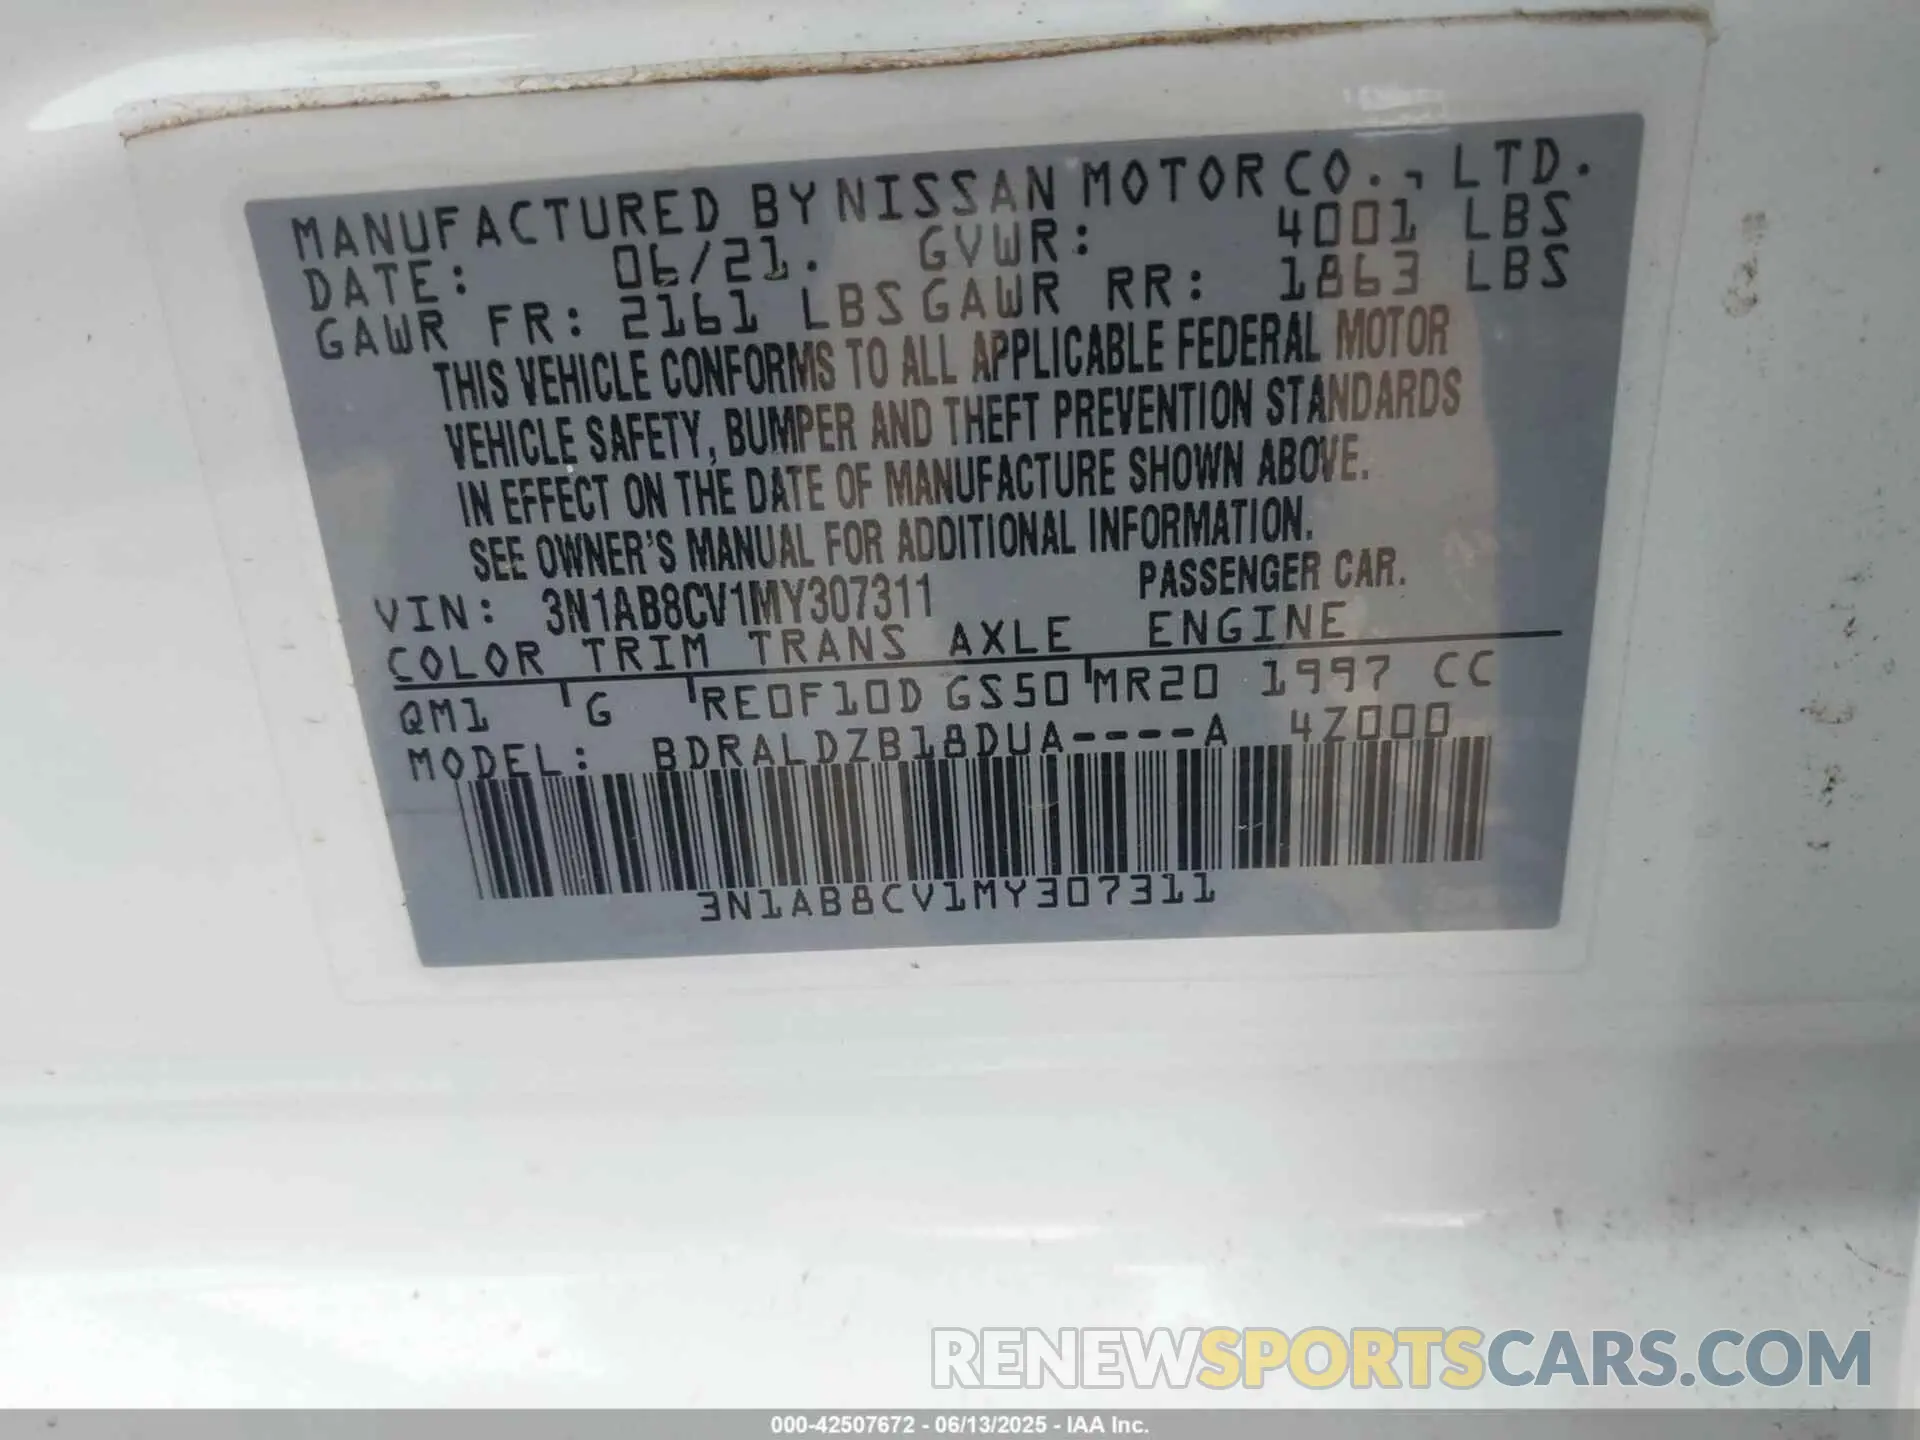 MANUFACTURED BY NISSAN MOTOR CO., LTD.
DATE: 06/21. GVWR: 4001 LBS
GAWR FR: 2161 LBS GAWR RR: 1863 LBS
THIS VEHICLE CONFORMS TO ALL APPLICABLE FEDERAL MOTOR
VEHICLE SAFETY, BUMPER AND THEFT PREVENTION STANDARDS
IN EFFECT ON THE DATE OF MANUFACTURE SHOWN ABOVE.
SEE OWNER'S MANUAL FOR ADDITIONAL INFORMATION.
VIN: 3N1AB8CV1MY307311 PASSENGER CAR.
COLOR TRIM TRANS AXLE ENGINE
QM1 G RE0F10D GS50 MR20 1997 CC
MODEL: BDRALDZB18DUA----A 4Z000
3N1AB8CV1MY307311
RENEWSPORTSCARS.COM
000-42507672 - 06/13/2025 - IAA Inc.